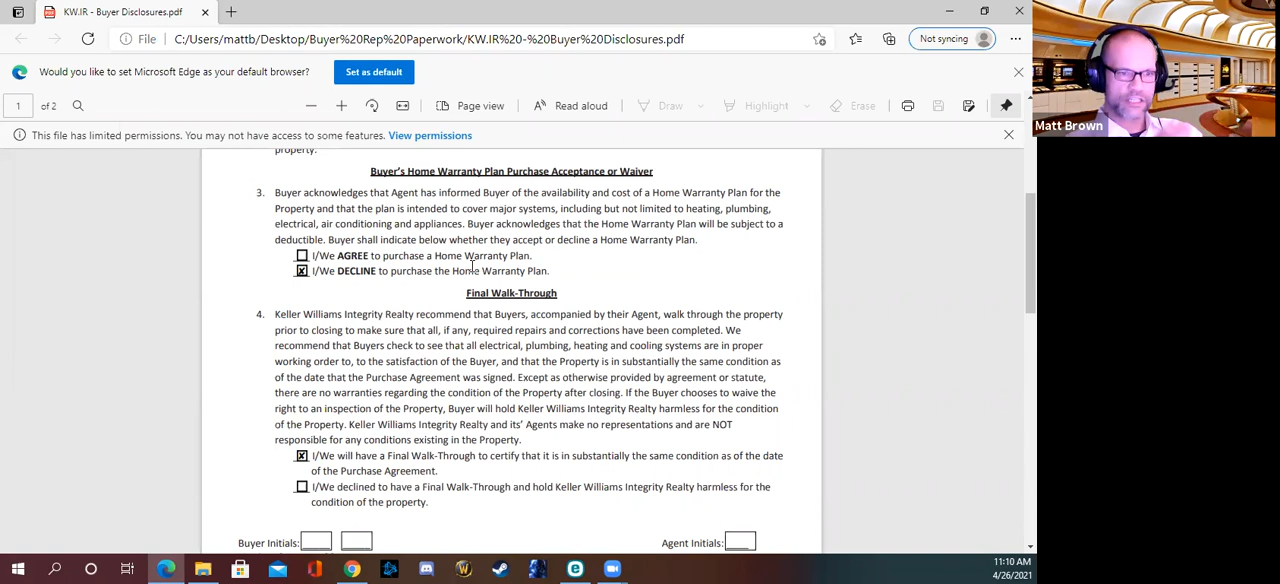 KW.IR - Buyer Disclosures.pdf
File C:/Users/mattb/Desktop/Buyer%20Rep%20Paperwork/KW.IR%20-%20Buyer%20Disclosures.pdf Not syncing
Would you like to set Microsoft Edge as your default browser? Set as default
1 of 2 Page view Read aloud Draw Highlight Erase
This file has limited permissions. You may not have access to some features. View permissions
Matt Brown
property.
Buyer's Home Warranty Plan Purchase Acceptance or Waiver
3. Buyer acknowledges that Agent has informed Buyer of the availability and cost of a Home Warranty Plan for the
Property and that the plan is intended to cover major systems, including but not limited to heating, plumbing,
electrical, air conditioning and appliances. Buyer acknowledges that the Home Warranty Plan will be subject to a
deductible. Buyer shall indicate below whether they accept or decline a Home Warranty Plan.
I/We AGREE to purchase a Home Warranty Plan.
I/We DECLINE to purchase the Home Warranty Plan.
Final Walk-Through
4. Keller Williams Integrity Realty recommend that Buyers, accompanied by their Agent, walk through the property
prior to closing to make sure that all, if any, required repairs and corrections have been completed. We
recommend that Buyers check to see that all electrical, plumbing, heating and cooling systems are in proper
working order to, to the satisfaction of the Buyer, and that the Property is in substantially the same condition as
of the date that the Purchase Agreement was signed. Except as otherwise provided by agreement or statute,
there are no warranties regarding the condition of the Property after closing. If the Buyer chooses to waive the
right to an inspection of the Property, Buyer will hold Keller Williams Integrity Realty harmless for the condition
of the Property. Keller Williams Integrity Realty and its' Agents make no representations and are NOT
responsible for any conditions existing in the Property.
I/We will have a Final Walk-Through to certify that it is in substantially the same condition as of the date
of the Purchase Agreement.
I/We declined to have a Final Walk-Through and hold Keller Williams Integrity Realty harmless for the
condition of the property.
Buyer Initials: Agent Initials:
11:10 AM
4/26/2021